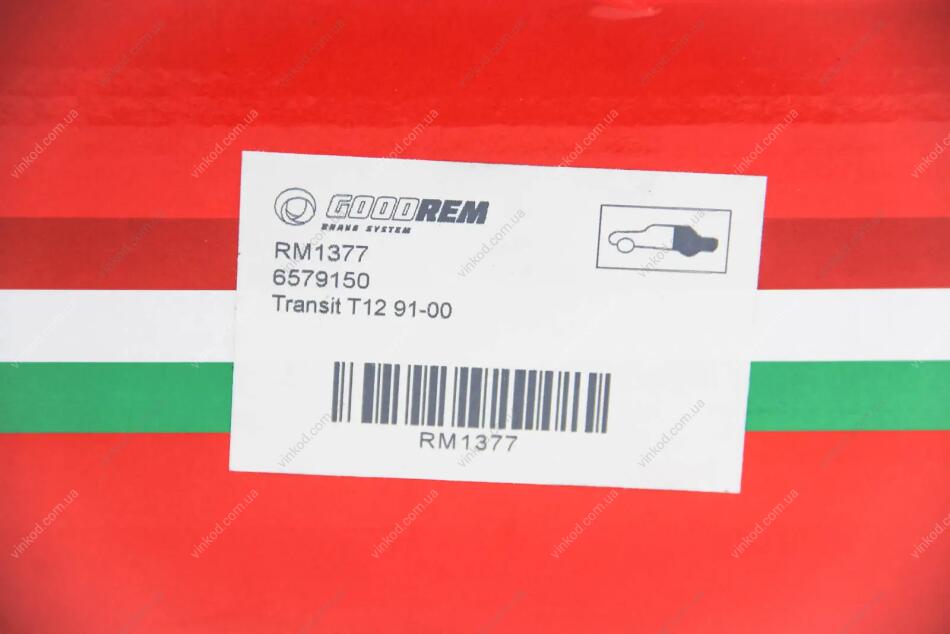 GOODREM
BRAKE SYSTEM
RM1377
6579150
Transit T12 91-00
RM1377
vinkod.com.ua